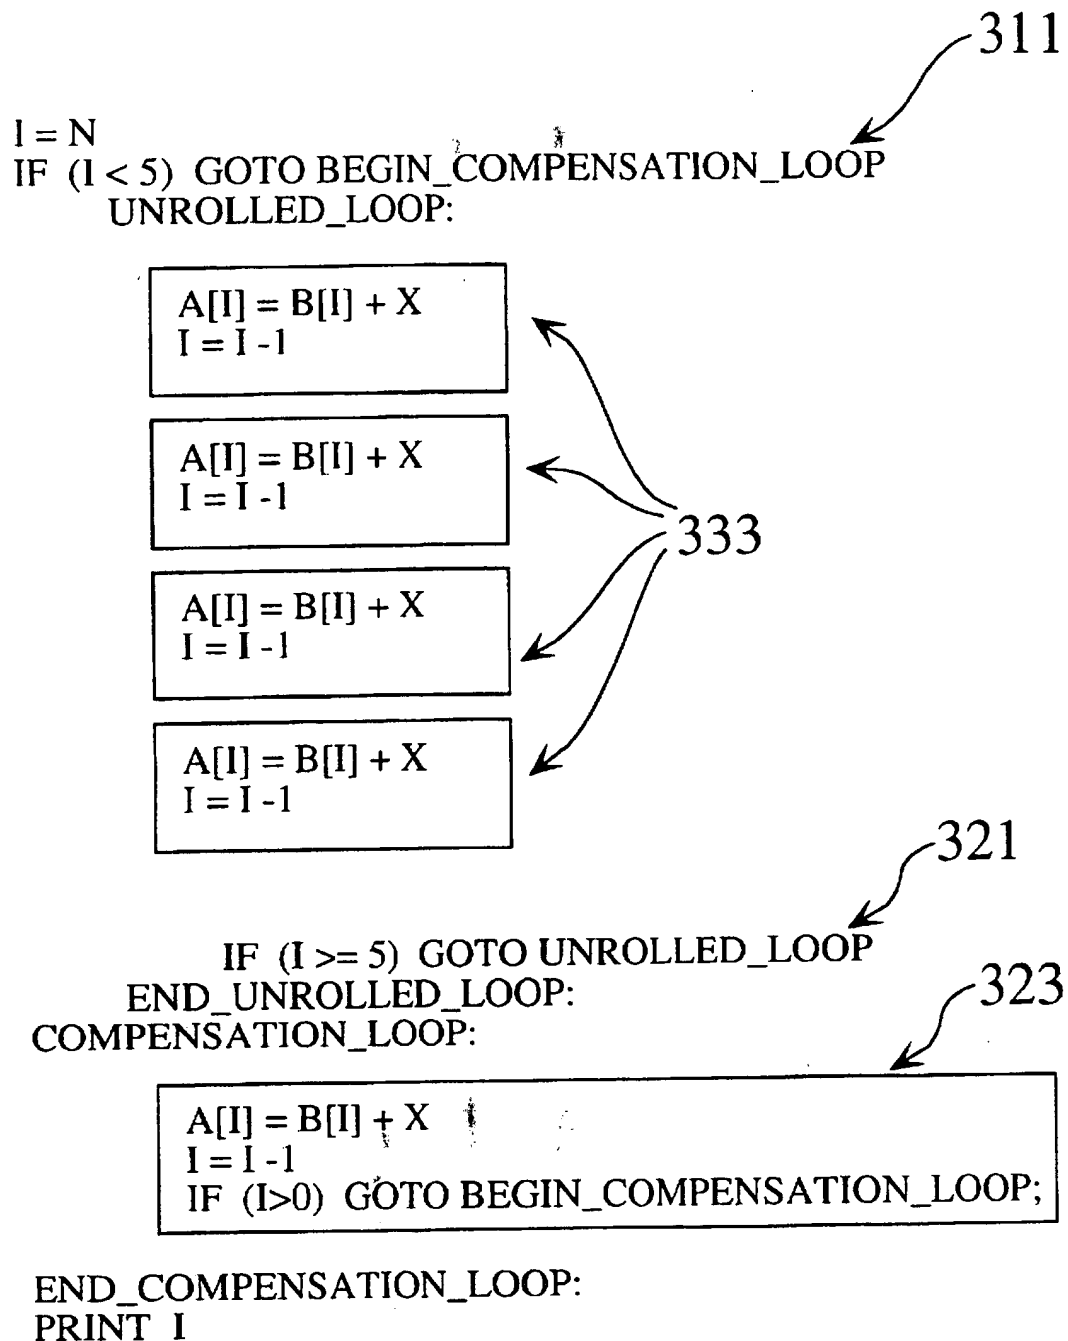 311
I = N
IF (I < 5) GOTO BEGIN_COMPENSATION_LOOP
UNROLLED_LOOP:
A[I] = B[I] + X
I = I -1
A[I] = B[I] + X
I = I -1
333
A[I] = B[I] + X
I = I -1
A[I] = B[I] + X
I = I -1
321
IF (I >= 5) GOTO UNROLLED_LOOP
END_UNROLLED_LOOP:
323
COMPENSATION_LOOP:
A[I] = B[I] + X
I = I -1
IF (I>0) GOTO BEGIN_COMPENSATION_LOOP;
END_COMPENSATION_LOOP:
PRINT I